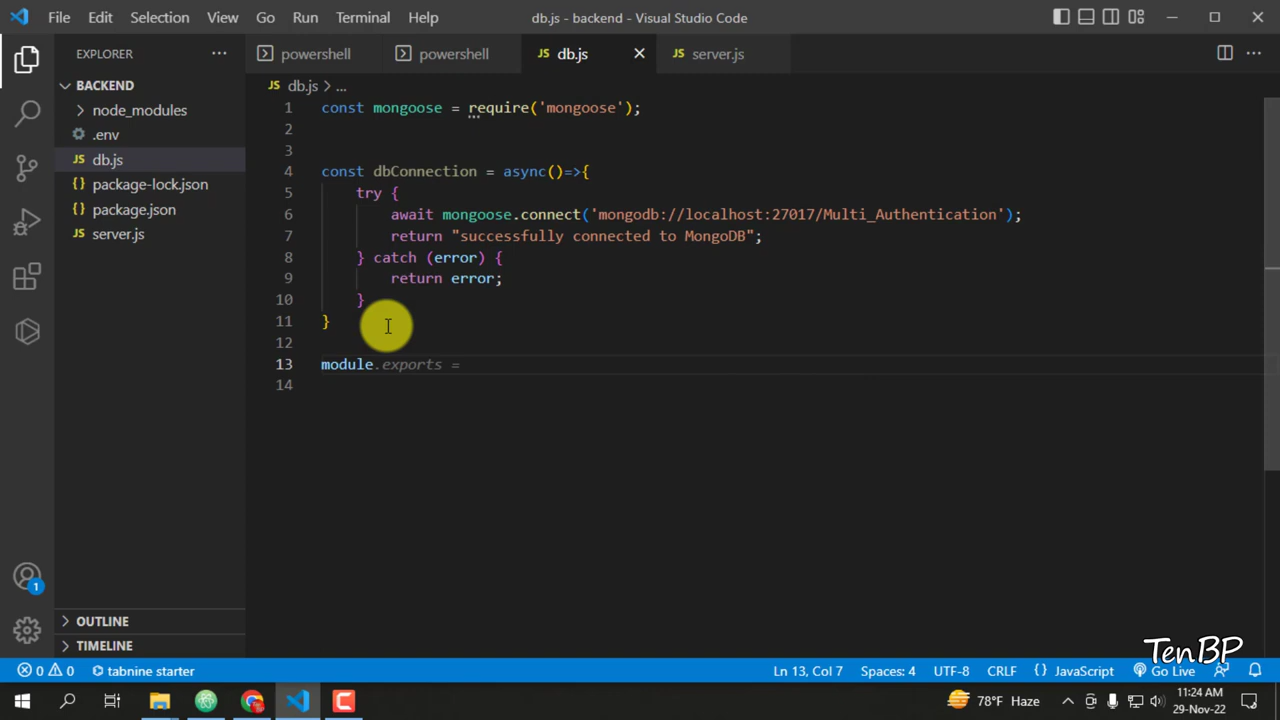 File Edit Selection View Go Run Terminal Help db.js - backend - Visual Studio Code
EXPLORER
powershell powershell JS db.js JS server.js
BACKEND
node_modules
.env
JS db.js
package-lock.json
package.json
JS server.js
JS db.js > ...
1 const mongoose = require('mongoose');
2
3
4 const dbConnection = async()=>{
5 try {
6 await mongoose.connect('mongodb://localhost:27017/Multi_Authentication');
7 return "successfully connected to MongoDB";
8 } catch (error) {
9 return error;
10 }
11 }
12
13 module.exports =
14
1
OUTLINE
TIMELINE
TenBP
0 0 tabnine starter Ln 13, Col 7 Spaces: 4 UTF-8 CRLF {} JavaScript Go Live
78°F Haze 11:24 AM
29-Nov-22